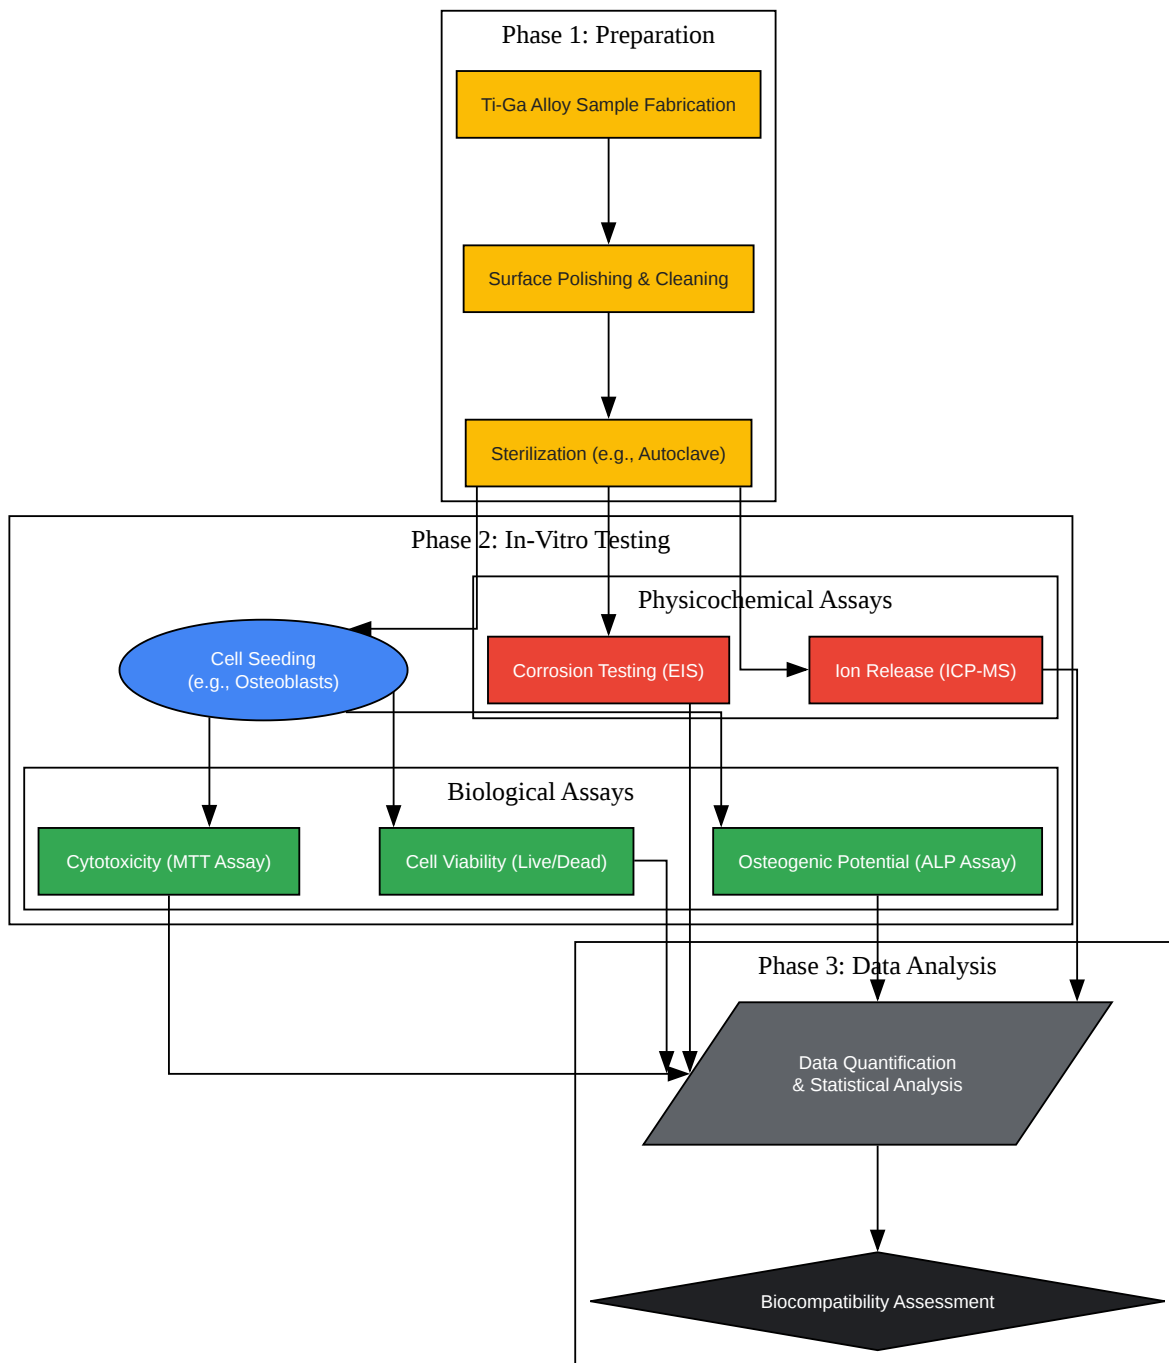 Phase 1: Preparation
Ti-Ga Alloy Sample Fabrication
Surface Polishing & Cleaning
Sterilization (e.g., Autoclave)
Phase 2: In-Vitro Testing
Physicochemical Assays
Cell Seeding
(e.g., Osteoblasts)
Corrosion Testing (EIS)
Ion Release (ICP-MS)
Biological Assays
Cytotoxicity (MTT Assay)
Cell Viability (Live/Dead)
Osteogenic Potential (ALP Assay)
Phase 3: Data Analysis
Data Quantification
& Statistical Analysis
Biocompatibility Assessment